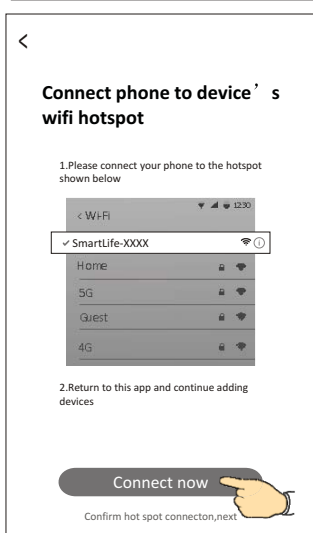 Connect phone to device’s
wifi hotspot
1.Please connect your phone to the hotspot
shown below
1230
< Wi-Fi
SmartLife-XXXX
Home
5G
Guest
4G
2.Return to this app and continue adding
devices
Connect now
Confirm hot spot connecton,next